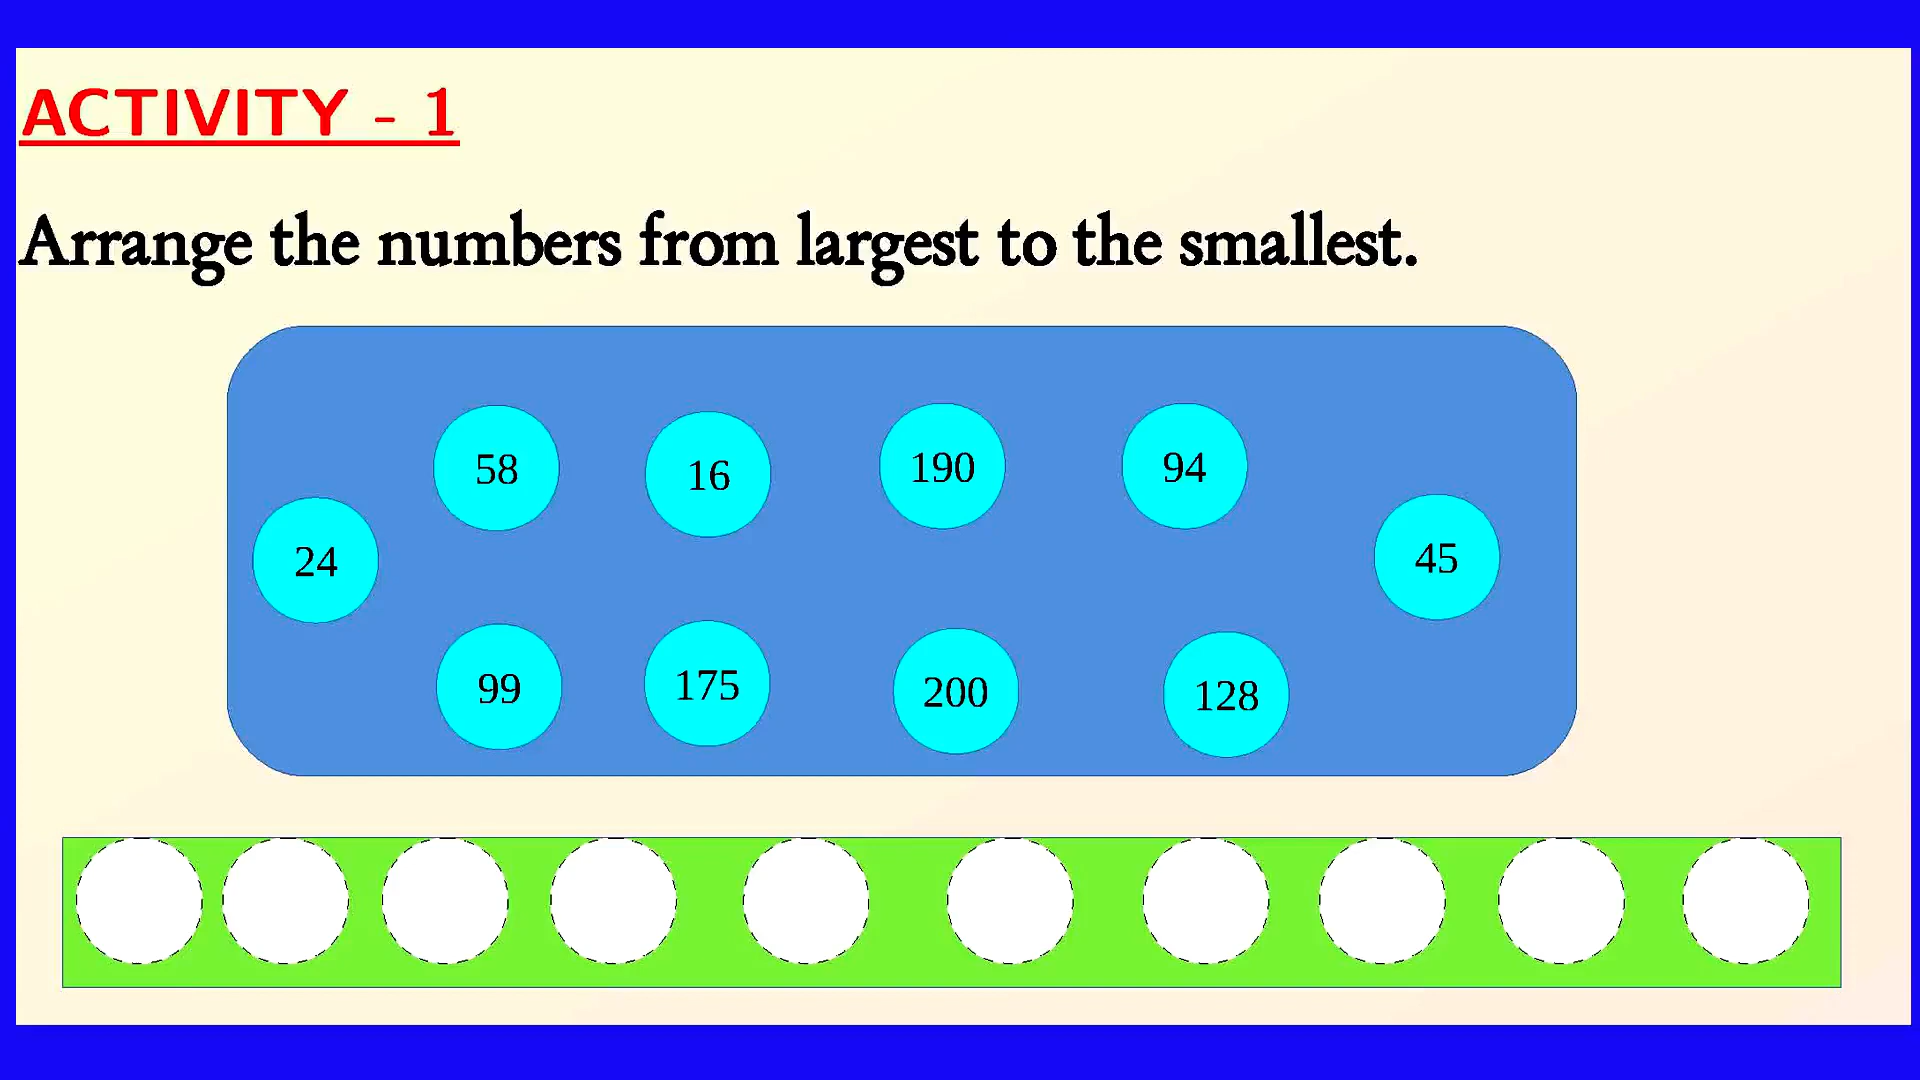 ACTIVITY - 1
Arrange the numbers from largest to the smallest.
58 16 190 94
24 45
99 175 200 128